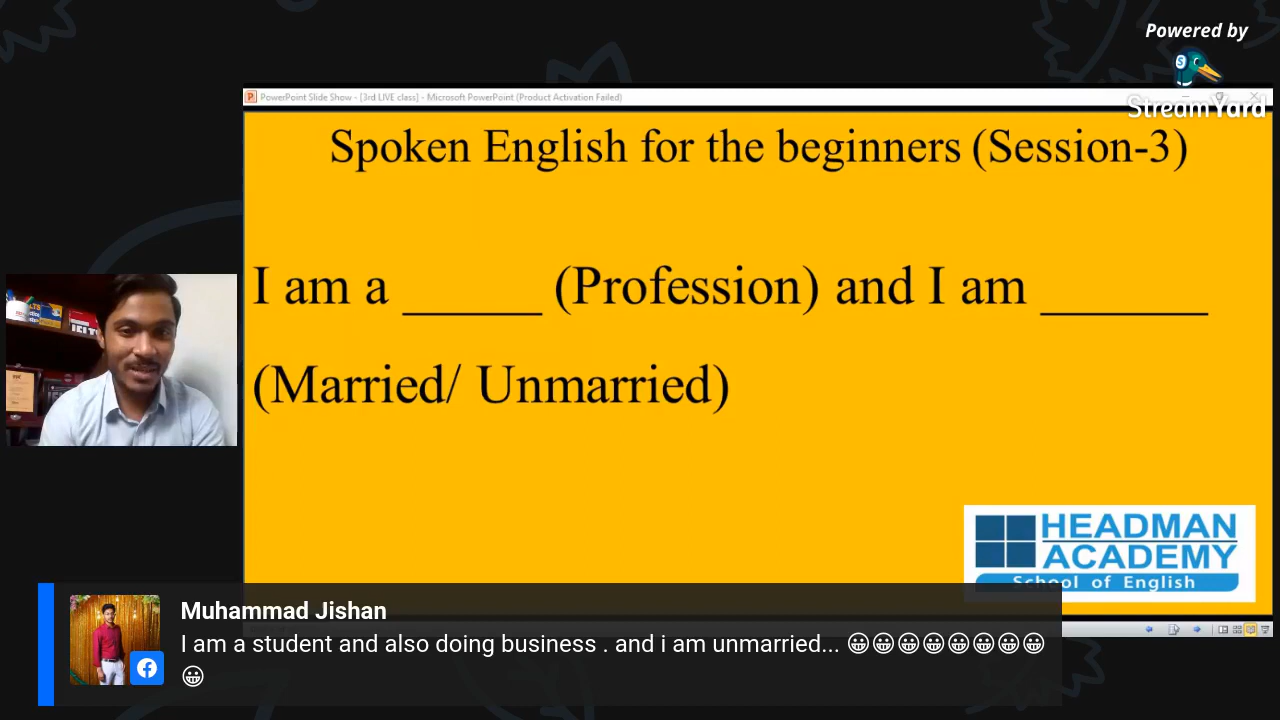 Powered by
StreamYard
PowerPoint Slide Show - [3rd LIVE class] - Microsoft PowerPoint (Product Activation Failed)
Spoken English for the beginners (Session-3)
I am a ______ (Profession) and I am _______
(Married/ Unmarried)
IELTS
HEADMAN
ACADEMY
School of English
Muhammad Jishan
I am a student and also doing business . and i am unmarried... 😀😀😀😀😀😀😀😀
😀